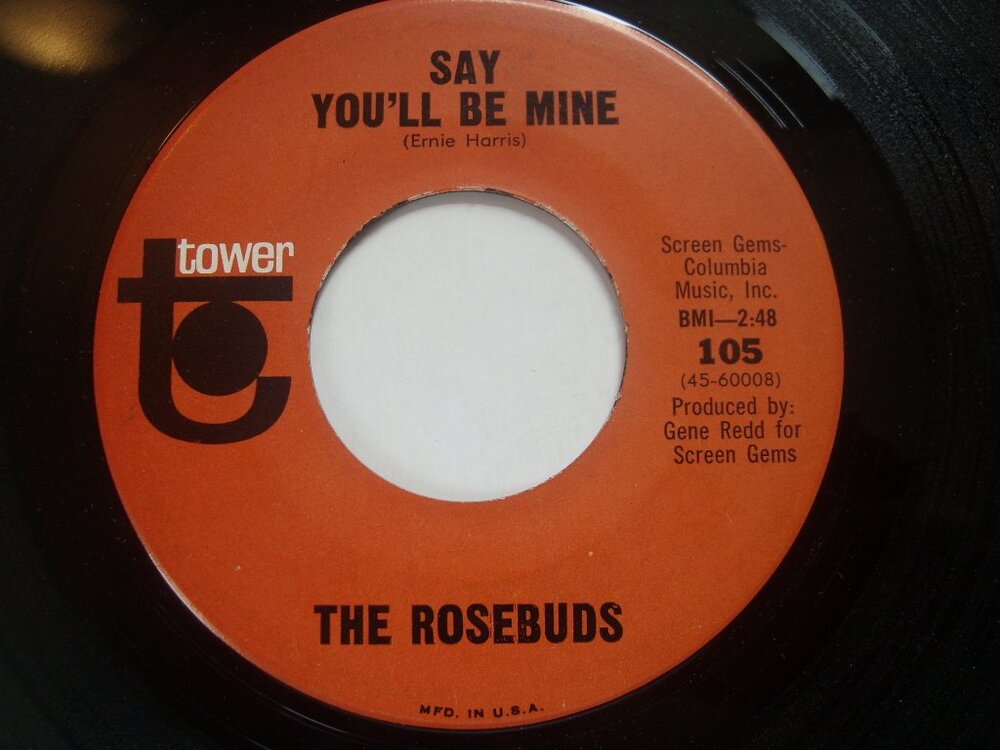 SAY
YOU'LL BE MINE
(Ernie Harris)
tower
Screen Gems-
Columbia
Music, Inc.
BMI—2:48
105
(45-60008)
Produced by:
Gene Redd for
Screen Gems
THE ROSEBUDS
MFD. IN U.S.A.